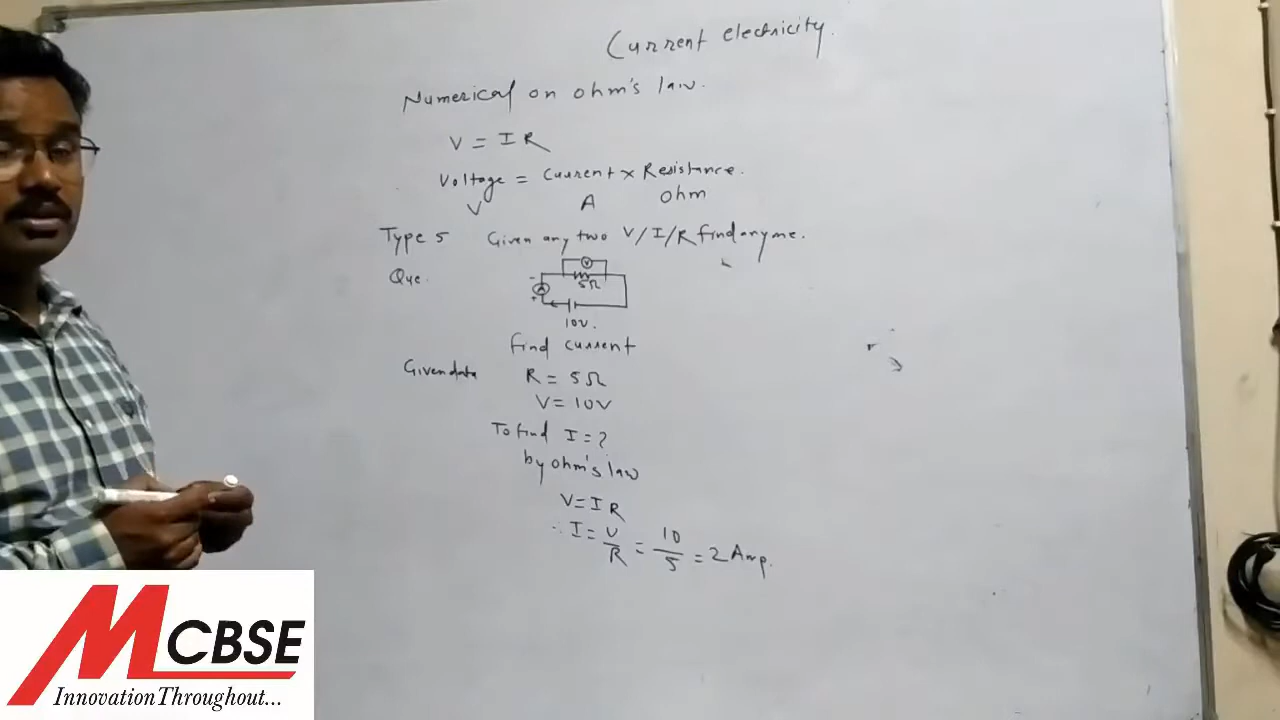 Current electricity.
Numerical on ohm's law.
V = I R
Voltage = Current × Resistance.
V A Ohm
Type 5 Given any two V/I/R find any one.
Que.
V
5Ω
- A +
10V.
find current
Given data R = 5Ω
V = 10V
To find I = ?
by ohm's law
V = I R
∴ I = V/R = 10/5 = 2 Amp.
MCBSE
Innovation Throughout...